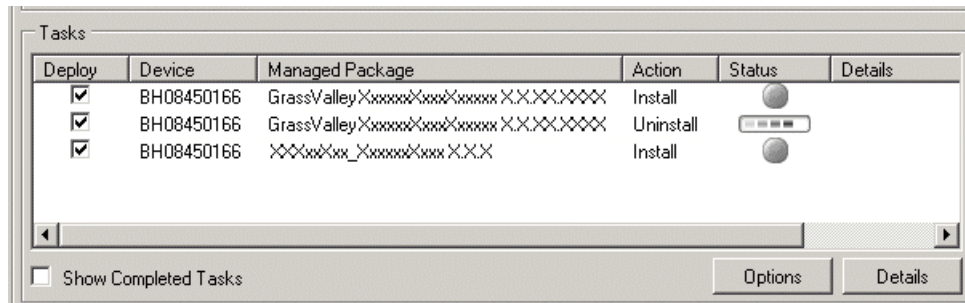 Tasks
Deploy Device Managed Package Action Status Details
BH08450166 GrassValleyXxxxxxXxxxXxxxxx X.X.XX.XXXX Install
BH08450166 GrassValleyXxxxxxXxxxXxxxxx X.X.XX.XXXX Uninstall
BH08450166 XXXxxXxx_XxxxxxXxxx X.X.X Install
Show Completed Tasks Options Details